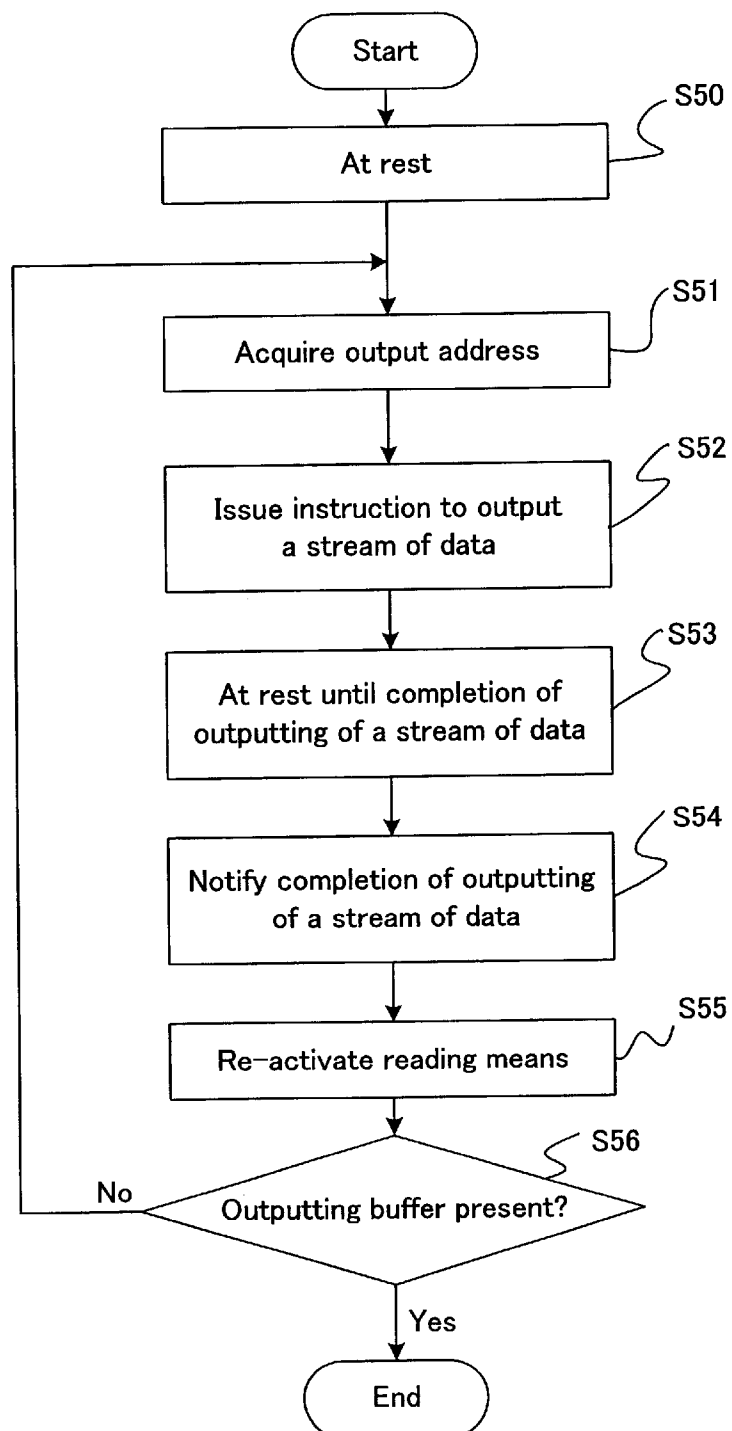 Start
S50
At rest
S51
Acquire output address
S52
Issue instruction to output
a stream of data
S53
At rest until completion of
outputting of a stream of data
S54
Notify completion of outputting
of a stream of data
S55
Re-activate reading means
S56
No
Outputting buffer present?
Yes
End